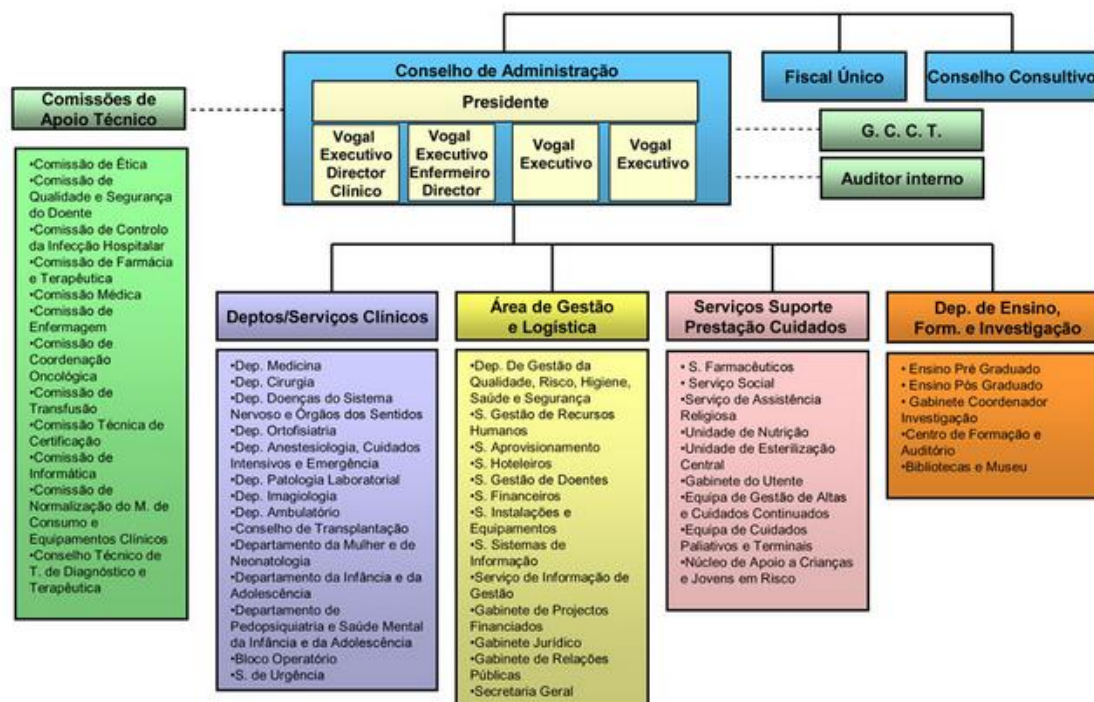 Conselho de Administração
Presidente
Vogal
Executivo
Director
Clínico
Vogal
Executivo
Enfermeiro
Director
Vogal
Executivo
Vogal
Executivo
Fiscal Único
Conselho Consultivo
Comissões de
Apoio Técnico
G. C. C. T.
Auditor interno
•Comissão de Ética
•Comissão de
Qualidade e Segurança
do Doente
•Comissão de Controlo
da Infecção Hospitalar
•Comissão de Farmácia
e Terapêutica
•Comissão Médica
•Comissão de
Enfermagem
•Comissão de
Coordenação
Oncológica
•Comissão de
Transfusão
•Comissão Técnica de
Certificação
•Comissão de
Informática
•Comissão de
Normalização do M. de
Consumo e
Equipamentos Clínicos
•Conselho Técnico de
T. de Diagnóstico e
Terapêutica
Deptos/Serviços Clínicos
•Dep. Medicina
•Dep. Cirurgia
•Dep. Doenças do Sistema
Nervoso e Órgãos dos Sentidos
•Dep. Ortofisiatria
•Dep. Anestesiologia, Cuidados
Intensivos e Emergência
•Dep. Patologia Laboratorial
•Dep. Imagiologia
•Dep. Ambulatório
•Conselho de Transplantação
•Departamento da Mulher e de
Neonatologia
•Departamento da Infância e da
Adolescência
•Departamento de
Pedopsiquiatria e Saúde Mental
da Infância e da Adolescência
•Bloco Operatório
•S. de Urgência
Área de Gestão
e Logística
•Dep. De Gestão da
Qualidade, Risco, Higiene,
Saúde e Segurança
•S. Gestão de Recursos
Humanos
•S. Aprovisionamento
•S. Hoteleiros
•S. Gestão de Doentes
•S. Financeiros
•S. Instalações e
Equipamentos
•S. Sistemas de
Informação
•Serviço de Informação de
Gestão
•Gabinete de Projectos
Financiados
•Gabinete Jurídico
•Gabinete de Relações
Públicas
•Secretaria Geral
Serviços Suporte
Prestação Cuidados
• S. Farmacêuticos
• Serviço Social
•Serviço de Assistência
Religiosa
•Unidade de Nutrição
•Unidade de Esterilização
Central
•Gabinete do Utente
•Equipa de Gestão de Altas
e Cuidados Continuados
•Equipa de Cuidados
Paliativos e Terminais
•Núcleo de Apoio a Crianças
e Jovens em Risco
Dep. de Ensino,
Form. e Investigação
• Ensino Pré Graduado
• Ensino Pós Graduado
• Gabinete Coordenador
Investigação
•Centro de Formação e
Auditório
•Bibliotecas e Museu